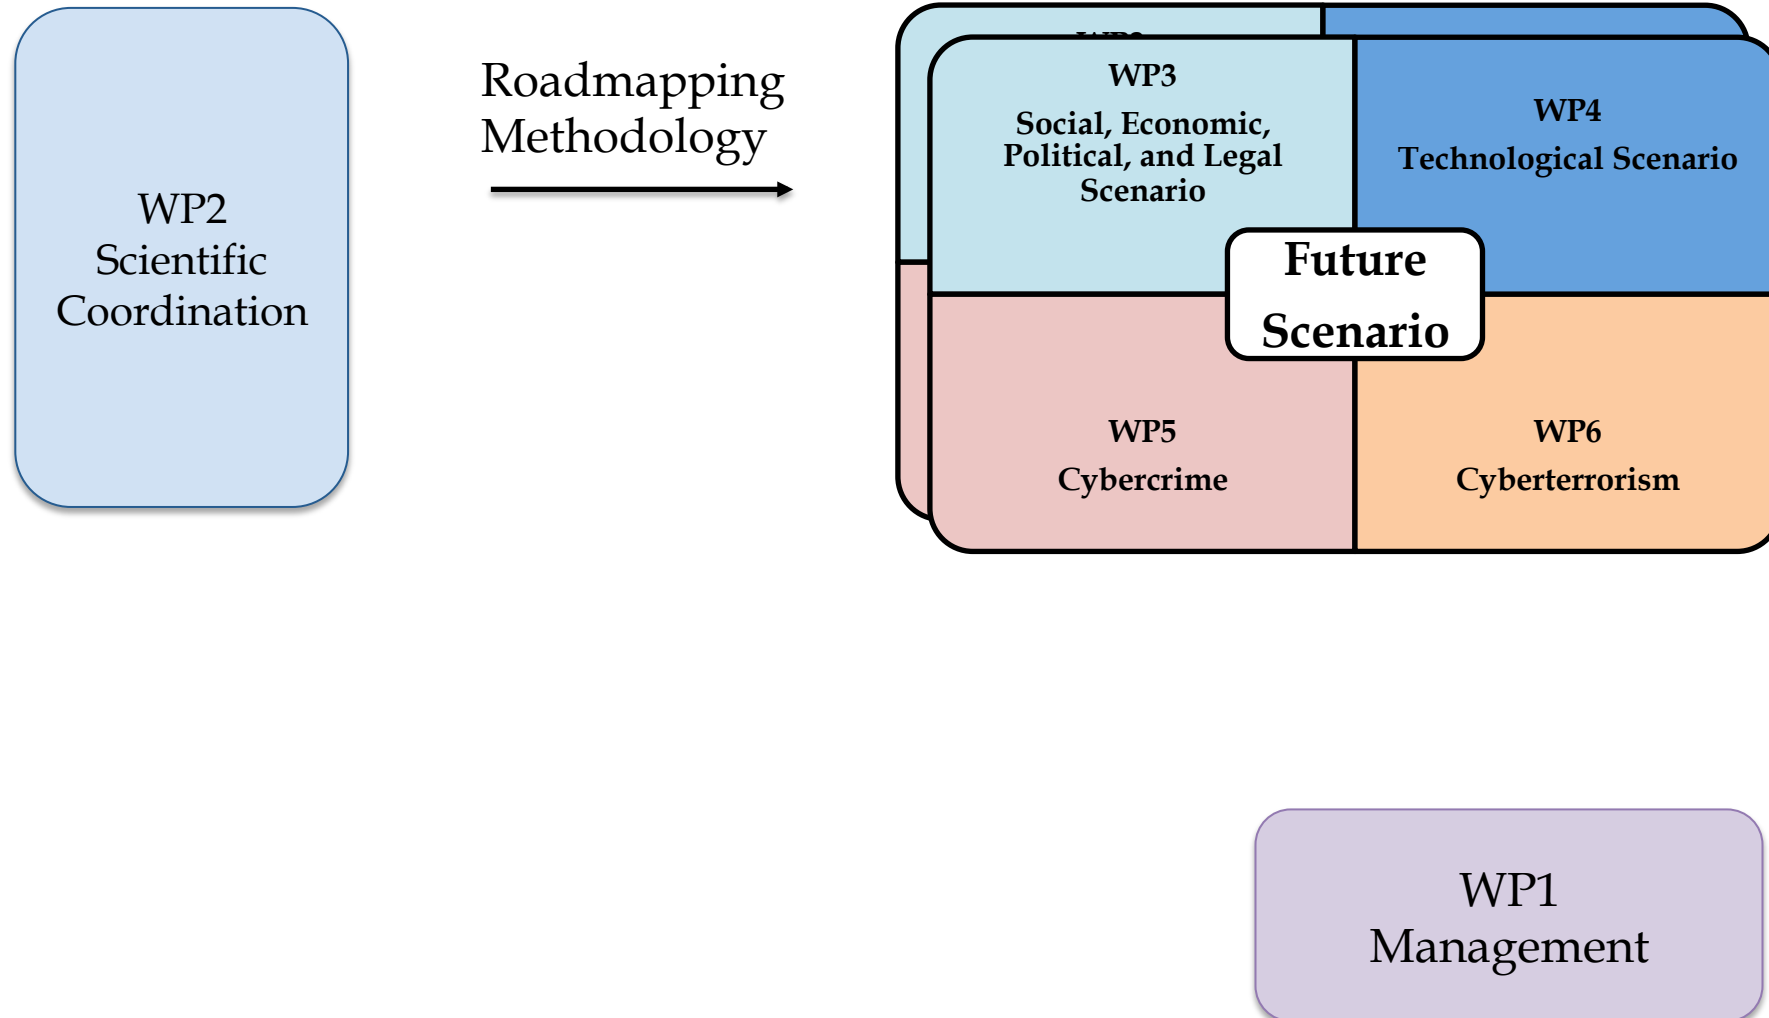 WP2
Scientific
Coordination
Roadmapping
Methodology
WP3
Social, Economic,
Political, and Legal
Scenario
WP4
Technological Scenario
Future
Scenario
WP5
Cybercrime
WP6
Cyberterrorism
WP1
Management